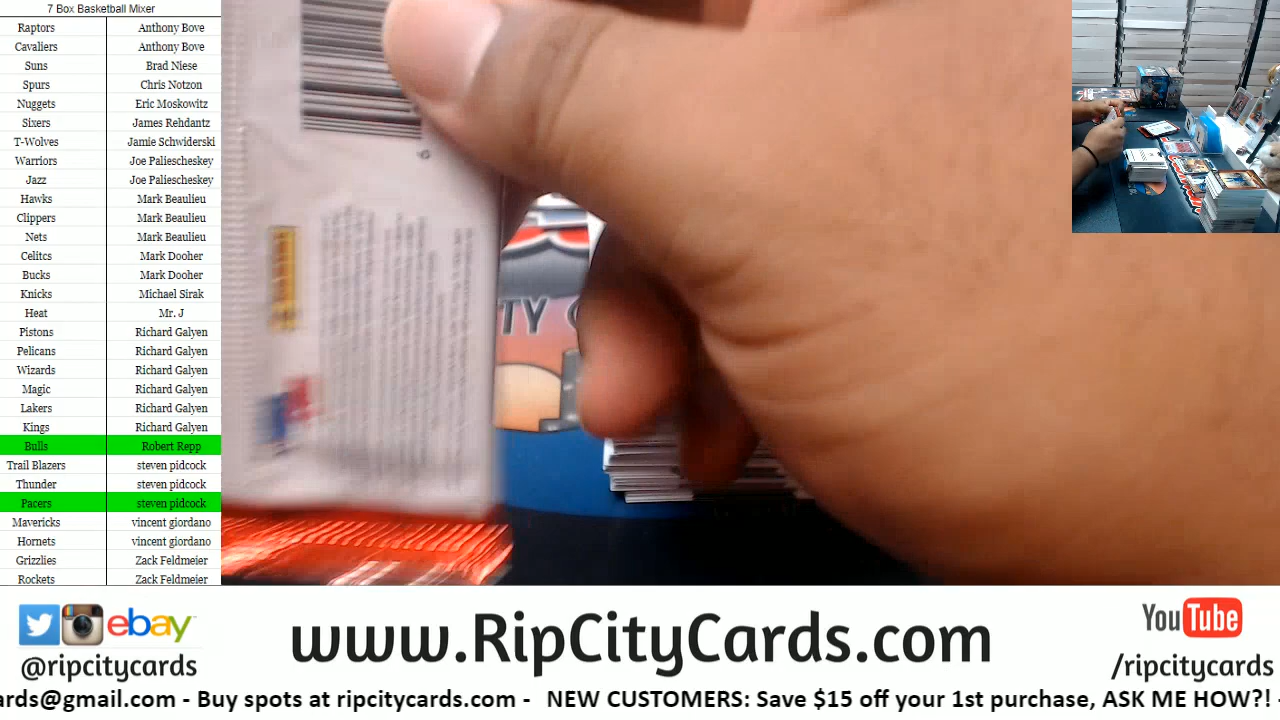 7 Box Basketball Mixer
Raptors Anthony Bove
Cavaliers Anthony Bove
Suns Brad Niese
Spurs Chris Notzon
Nuggets Eric Moskowitz
Sixers James Rehdantz
T-Wolves Jamie Schwiderski
Warriors Joe Paliescheskey
Jazz Joe Paliescheskey
Hawks Mark Beaulieu
Clippers Mark Beaulieu
Nets Mark Beaulieu
Celitcs Mark Dooher
Bucks Mark Dooher
Knicks Michael Sirak
Heat Mr. J
Pistons Richard Galyen
Pelicans Richard Galyen
Wizards Richard Galyen
Magic Richard Galyen
Lakers Richard Galyen
Kings Richard Galyen
Bulls Robert Repp
Trail Blazers steven pidcock
Thunder steven pidcock
Pacers steven pidcock
Mavericks vincent giordano
Hornets vincent giordano
Grizzlies Zack Feldmeier
Rockets Zack Feldmeier
TY C
ebay
@ripcitycards
www.RipCityCards.com
YouTube
/ripcitycards
ards@gmail.com - Buy spots at ripcitycards.com - NEW CUSTOMERS: Save $15 off your 1st purchase, ASK ME HOW?! -